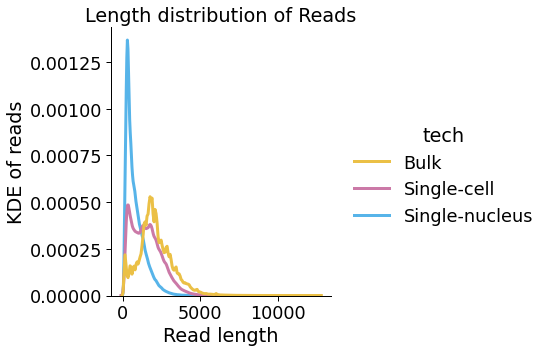 Length distribution of Reads
KDE of reads
0.00125
0.00100
0.00075
0.00050
0.00025
0.00000
0
5000
10000
Read length
tech
Bulk
Single-cell
Single-nucleus